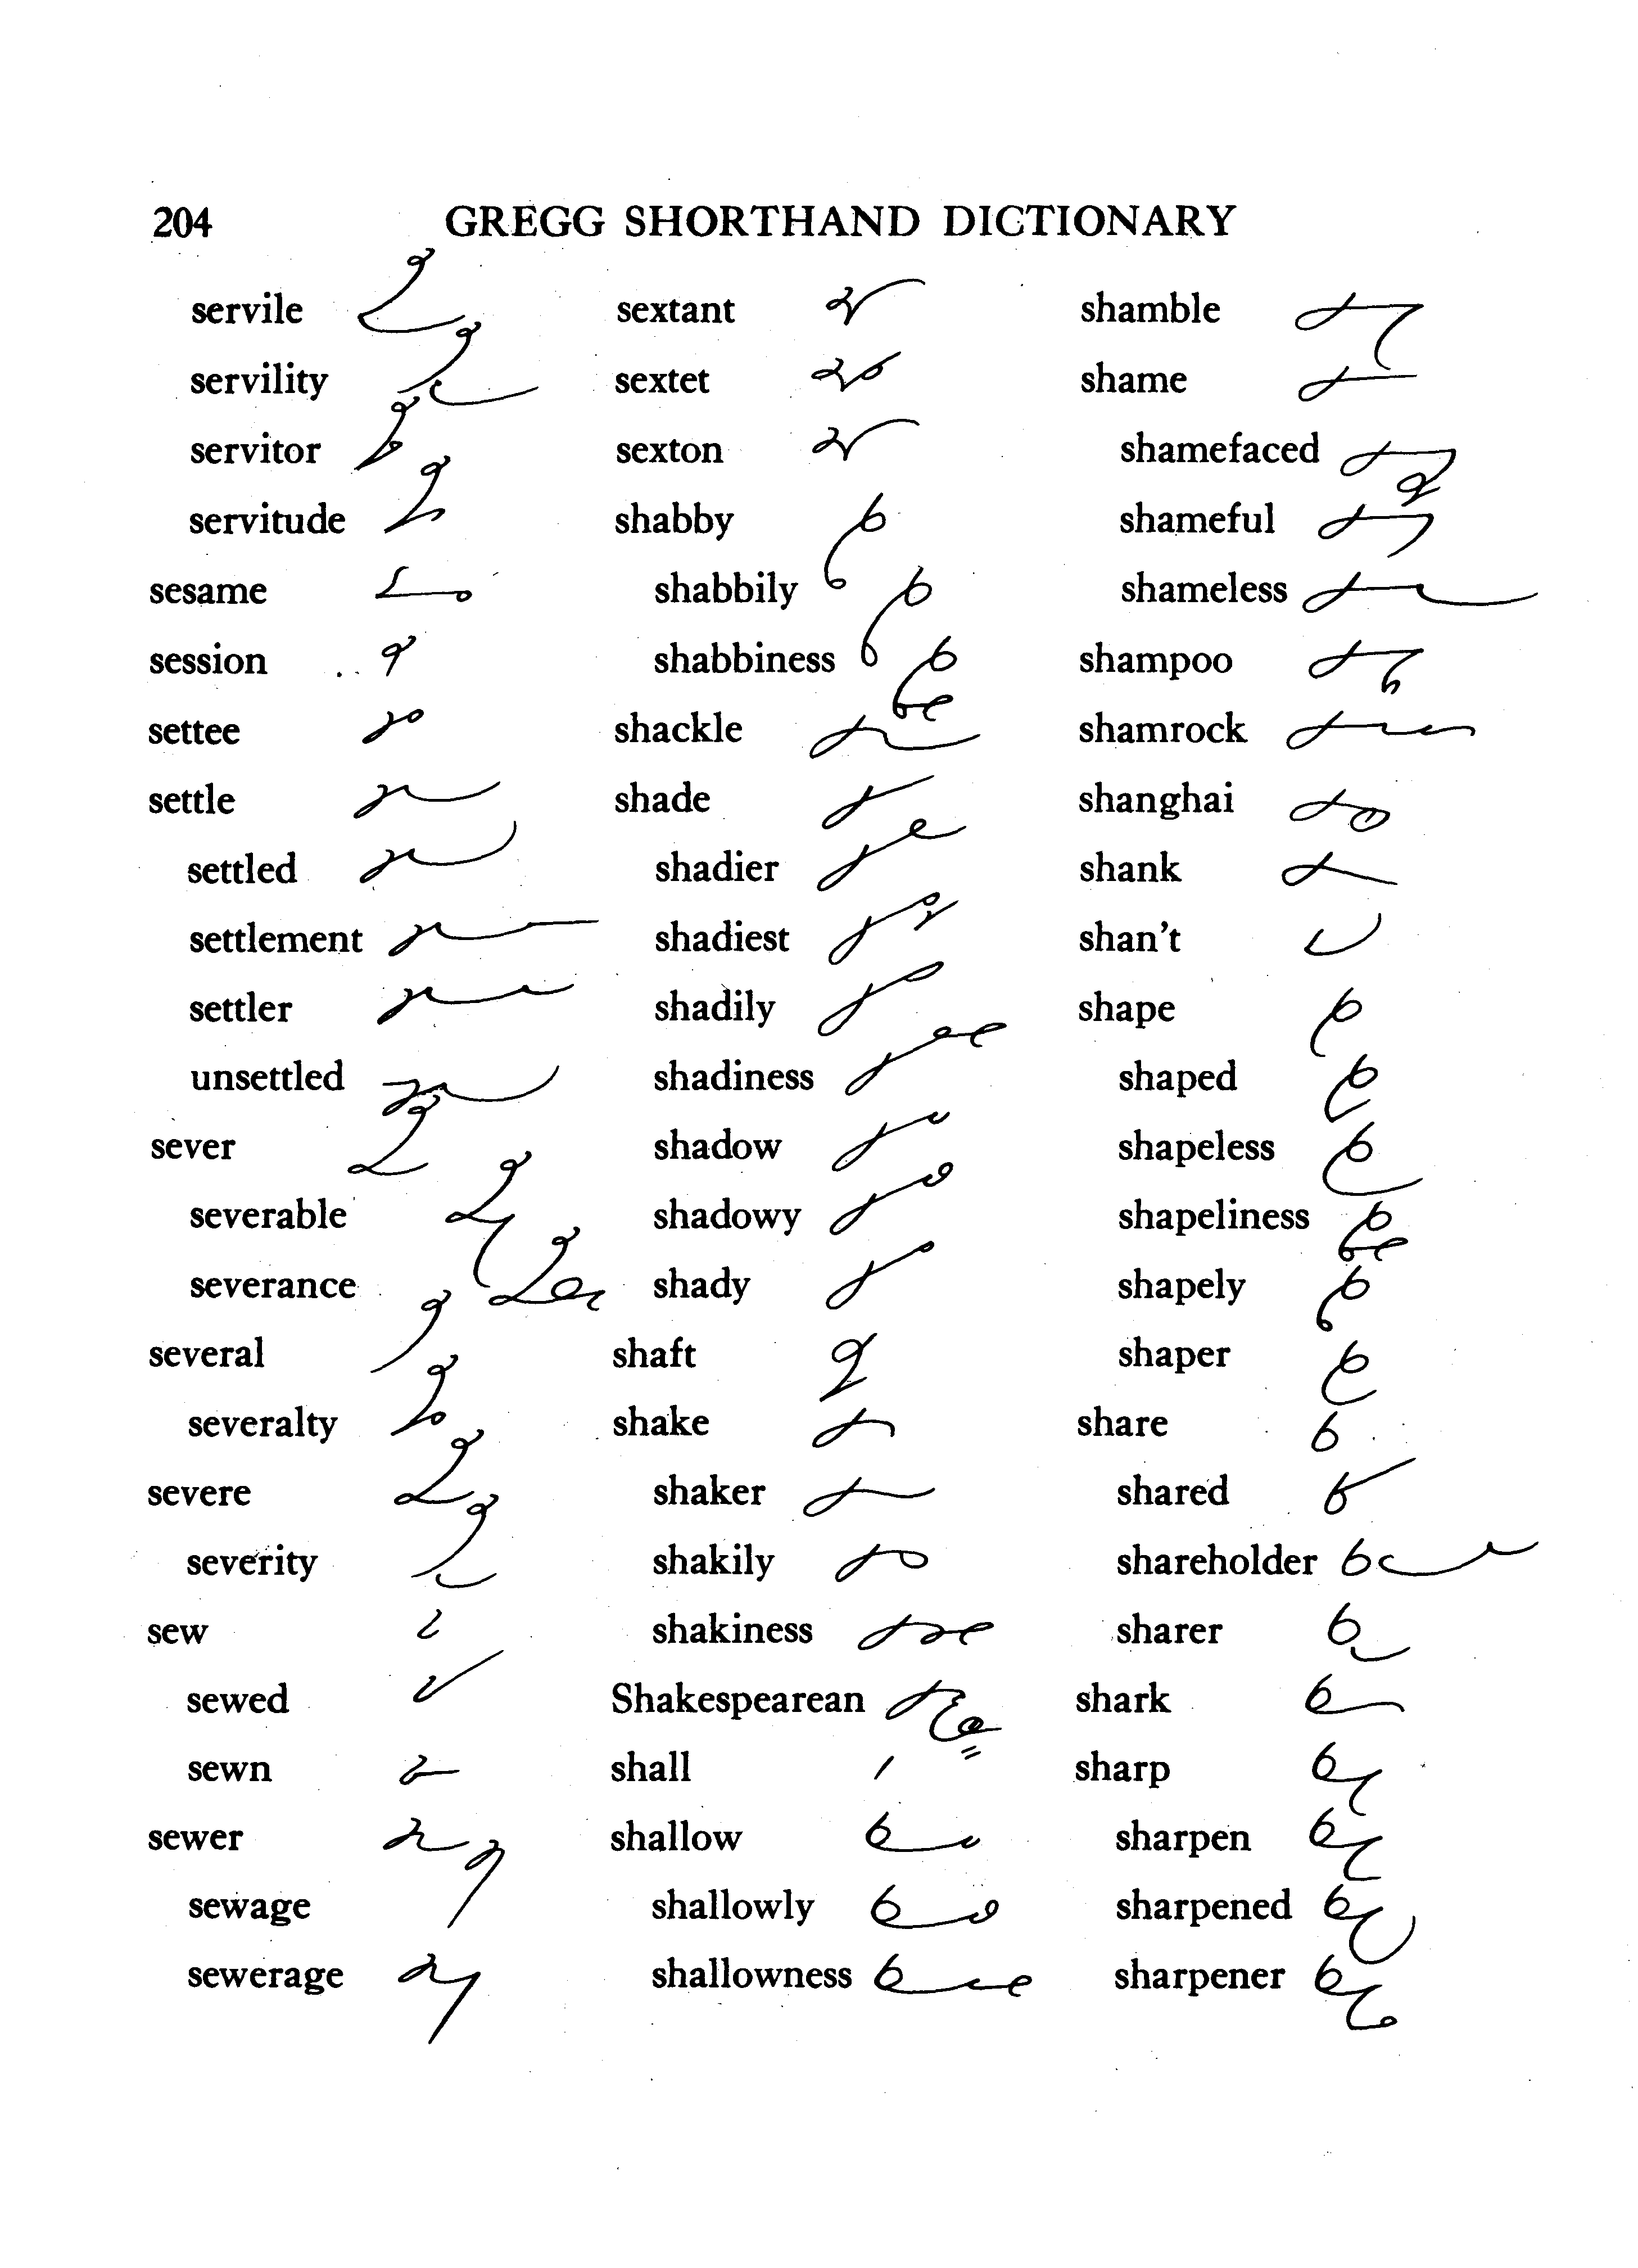 204 GREGG SHORTHAND DICTIONARY
servile
servility
servitor
servitude
sesame
session
settee
settle
settled
settlement
settler
unsettled
sever
severable
severance
several
severalty
severe
severity
sew
sewed
sewn
sewer
sewage
sewerage
sextant
sextet
sexton
shabby
shabbily
shabbiness
shackle
shade
shadier
shadiest
shadily
shadiness
shadow
shadowy
shady
shaft
shake
shaker
shakily
shakiness
Shakespearean
shall
shallow
shallowly
shallowness
shamble
shame
shamefaced
shameful
shameless
shampoo
shamrock
shanghai
shank
shan't
shape
shaped
shapeless
shapeliness
shapely
shaper
share
shared
shareholder
sharer
shark
sharp
sharpen
sharpened
sharpener